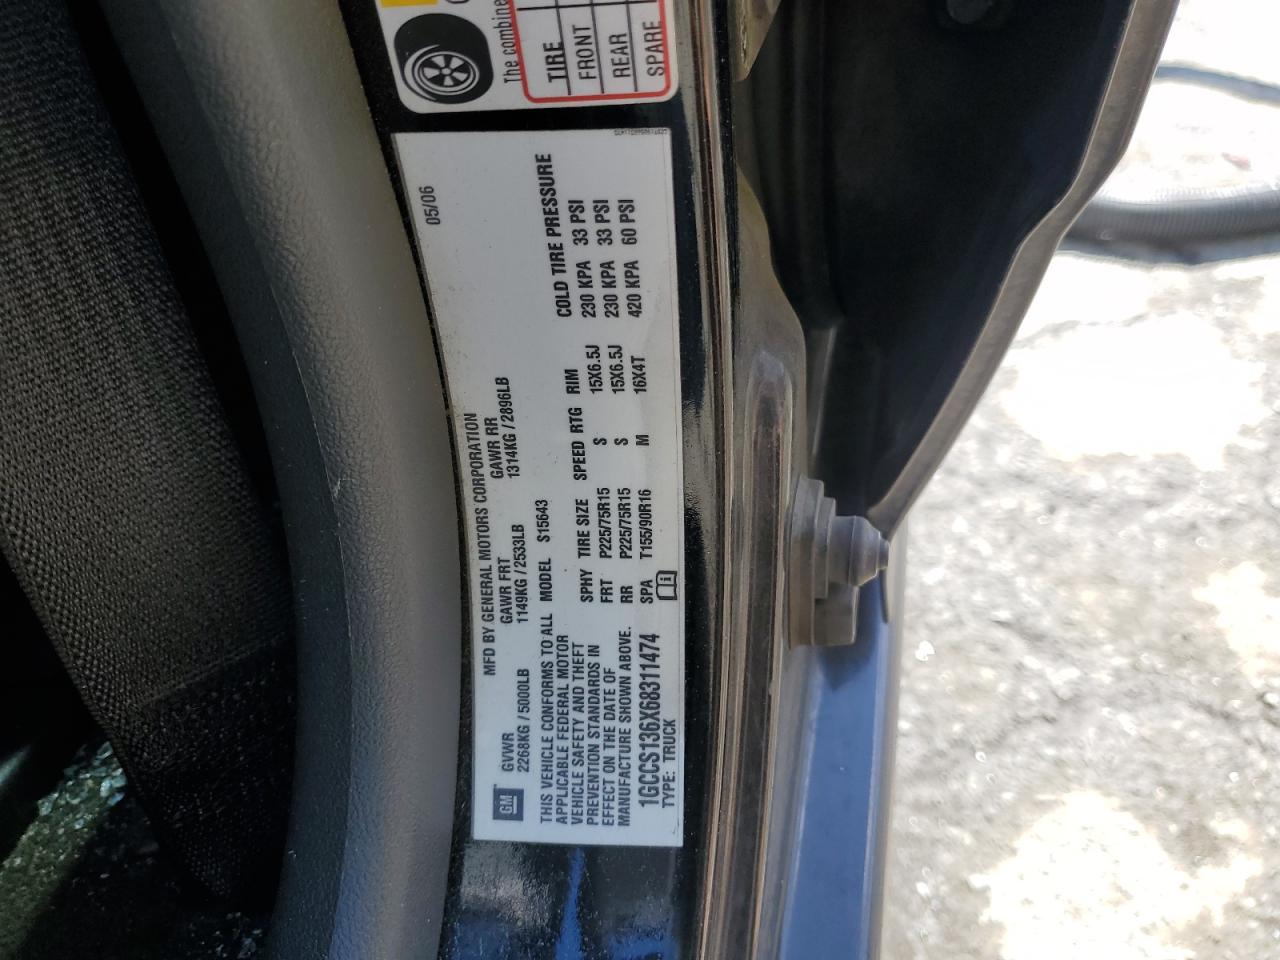 The combine
TIRE
FRONT
REAR
SPARE
05/06
MFD BY GENERAL MOTORS CORPORATION
GM
GVWR GAWR FRT GAWR RR
2268KG / 5000LB 1149KG / 2533LB 1314KG / 2896LB
THIS VEHICLE CONFORMS TO ALL
APPLICABLE FEDERAL MOTOR
VEHICLE SAFETY AND THEFT
PREVENTION STANDARDS IN
EFFECT ON THE DATE OF
MANUFACTURE SHOWN ABOVE.
MODEL S15643
SPHY TIRE SIZE SPEED RTG RIM COLD TIRE PRESSURE
FRT P225/75R15 S 15X6.5J 230 KPA 33 PSI
RR P225/75R15 S 15X6.5J 230 KPA 33 PSI
SPA T155/90R16 M 16X4T 420 KPA 60 PSI
1GCCS136X68311474
TYPE: TRUCK